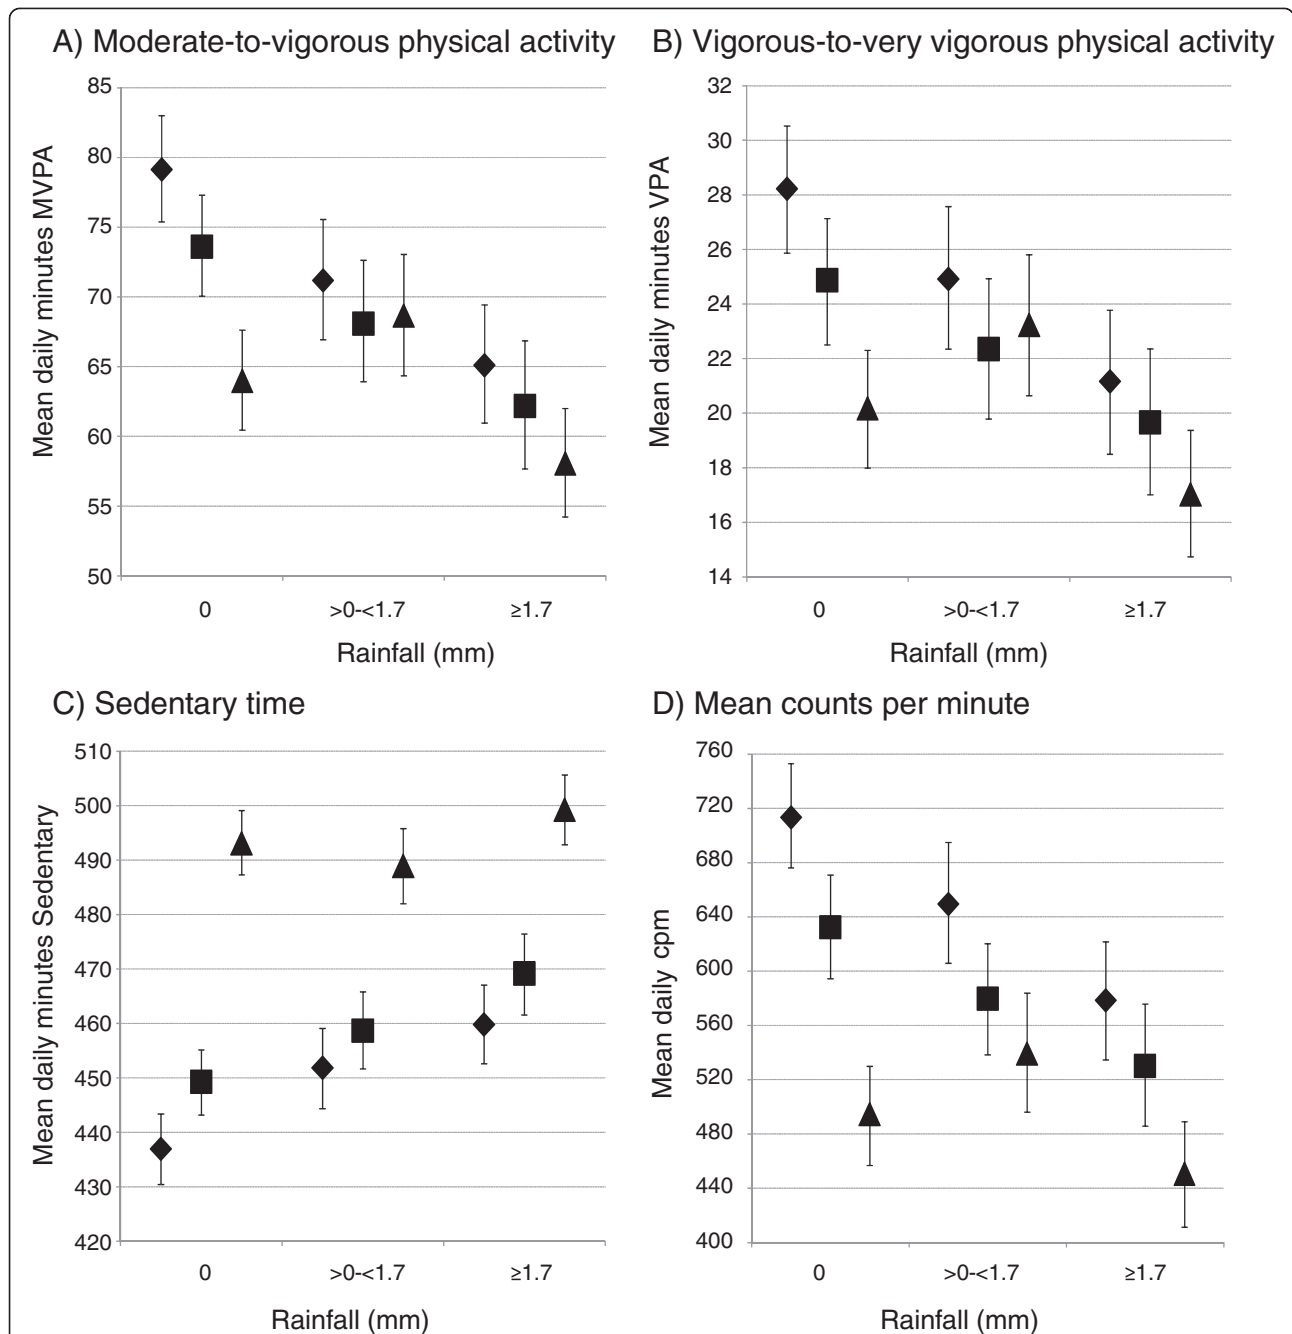 A) Moderate-to-vigorous physical activity
85
80
75
70
65
60
55
50
Mean daily minutes MVPA
0 >0-<1.7 ≥1.7
Rainfall (mm)
B) Vigorous-to-very vigorous physical activity
32
30
28
26
24
22
20
18
16
14
Mean daily minutes VPA
0 >0-<1.7 ≥1.7
Rainfall (mm)
C) Sedentary time
510
500
490
480
470
460
450
440
430
420
Mean daily minutes Sedentary
0 >0-<1.7 ≥1.7
Rainfall (mm)
D) Mean counts per minute
760
720
680
640
600
560
520
480
440
400
Mean daily cpm
0 >0-<1.7 ≥1.7
Rainfall (mm)